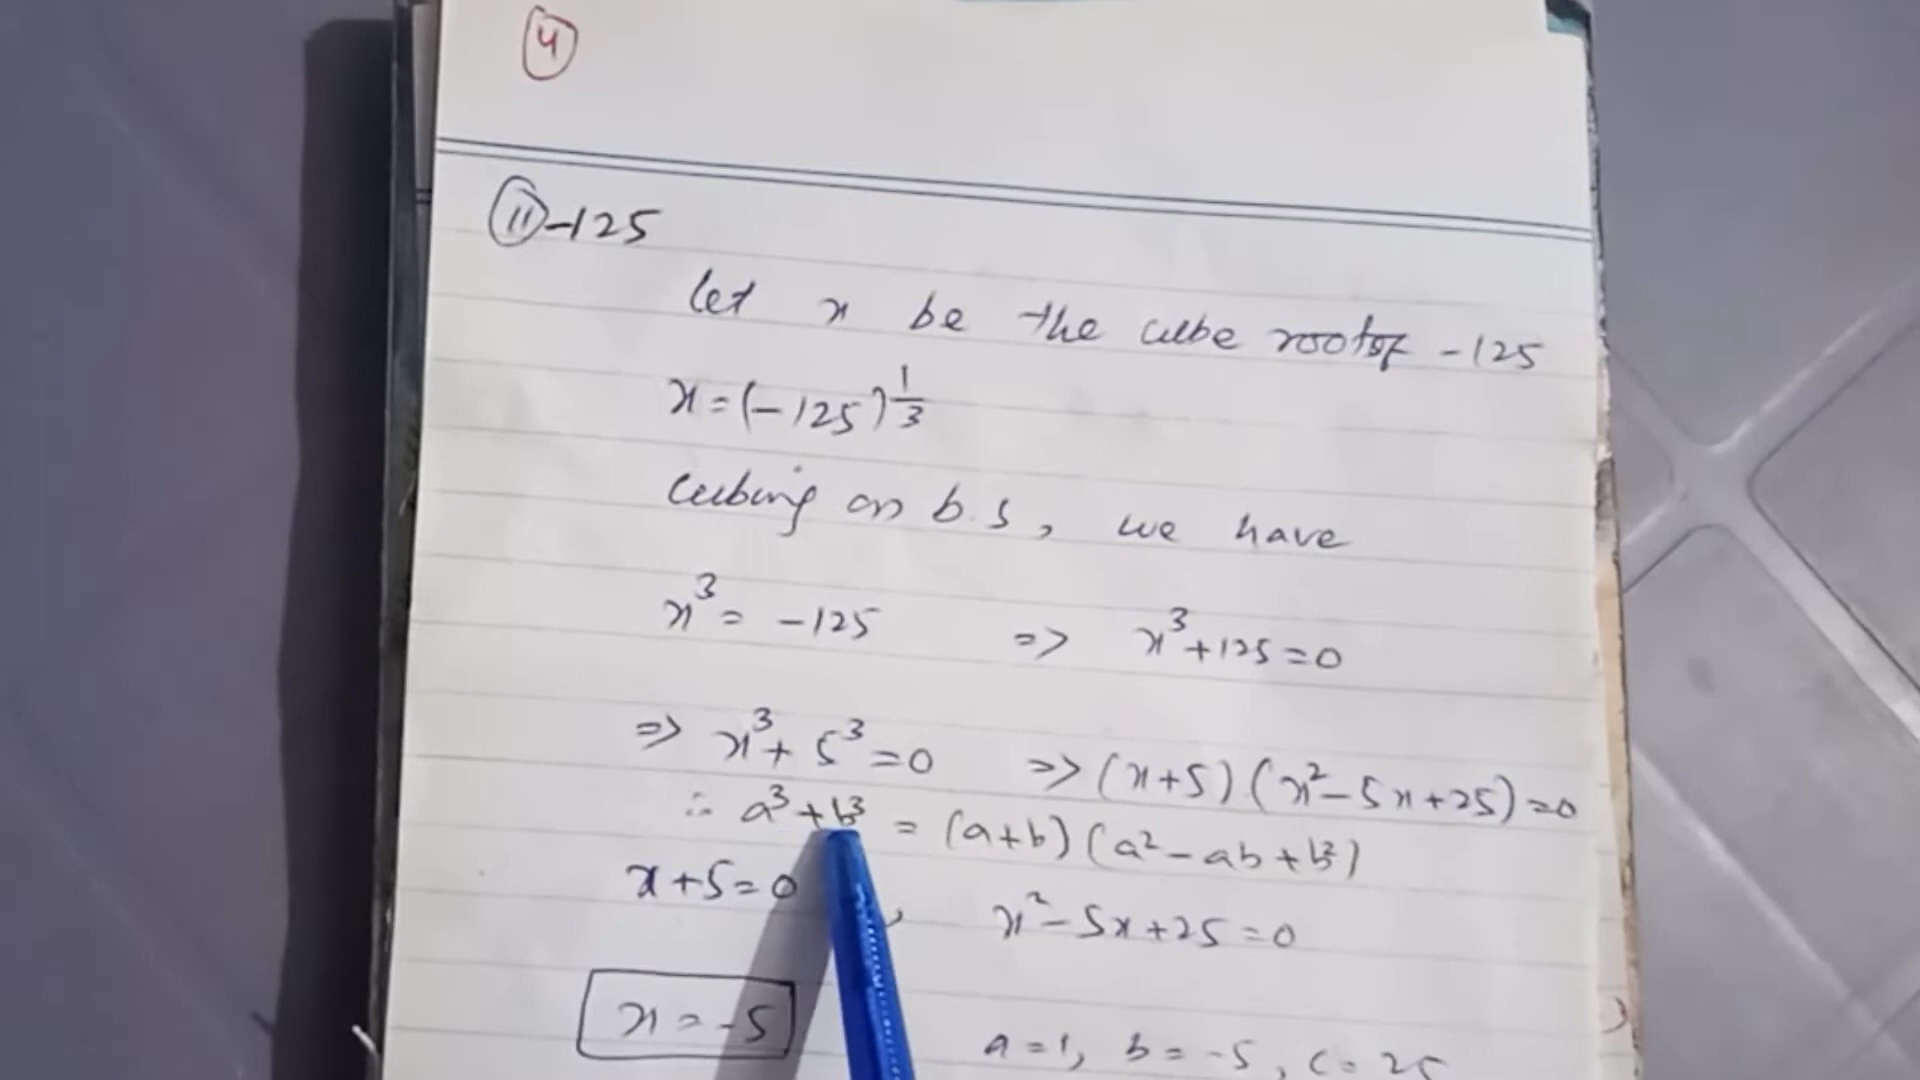 4
(11) -125
Let x be the cube root of -125
x = (-125)^{1/3}
Cubing on b.s, we have
x³ = -125 => x³ + 125 = 0
=> x³ + 5³ = 0 => (x+5)(x² - 5x + 25) = 0
∴ a³ + b³ = (a+b)(a² - ab + b²)
x + 5 = 0 , x² - 5x + 25 = 0
x = -5 a = 1, b = -5, c = 25